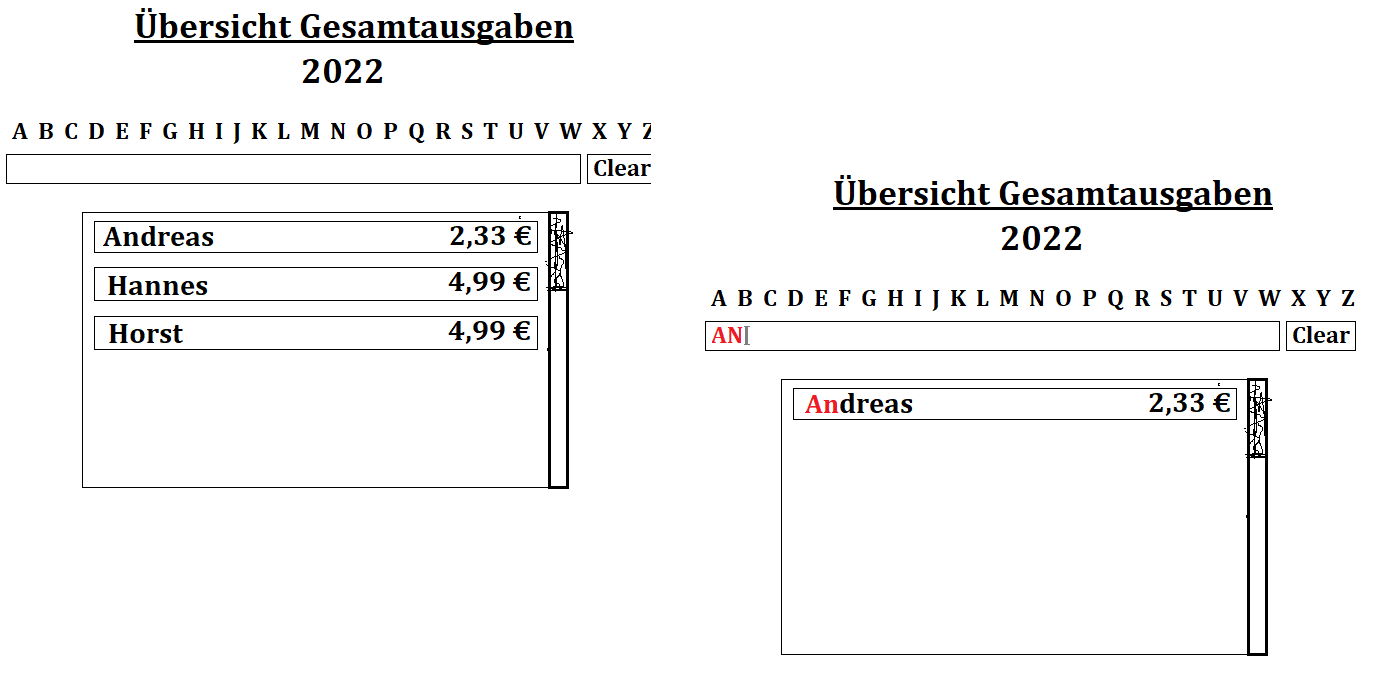 Übersicht Gesamtausgaben
2022
A B C D E F G H I J K L M N O P Q R S T U V W X Y Z
Clear
Andreas 2,33 €
Hannes 4,99 €
Horst 4,99 €
Übersicht Gesamtausgaben
2022
A B C D E F G H I J K L M N O P Q R S T U V W X Y Z
AN Clear
Andreas 2,33 €